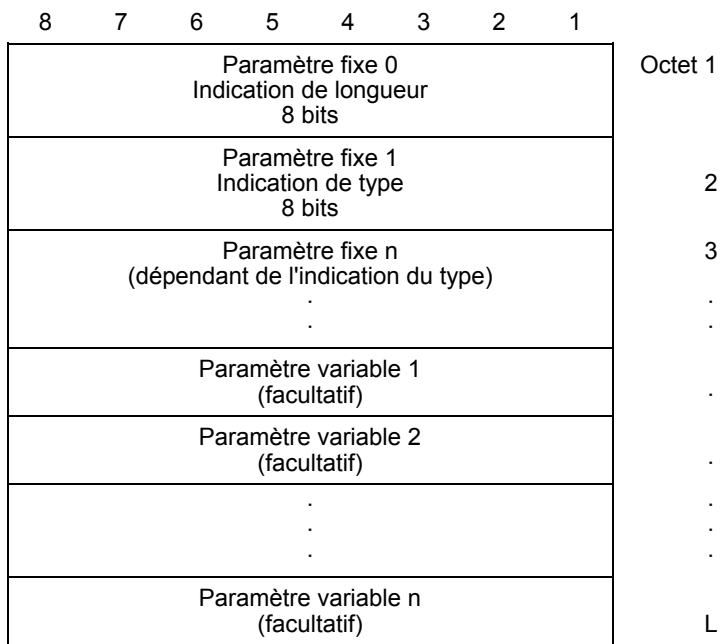 8 7 6 5 4 3 2 1
Paramètre fixe 0 Octet 1
Indication de longueur
8 bits
Paramètre fixe 1
Indication de type 2
8 bits
Paramètre fixe n 3
(dépendant de l'indication du type)
. .
. .
Paramètre variable 1
(facultatif) .
Paramètre variable 2
(facultatif) .
. .
. .
. .
Paramètre variable n
(facultatif) L